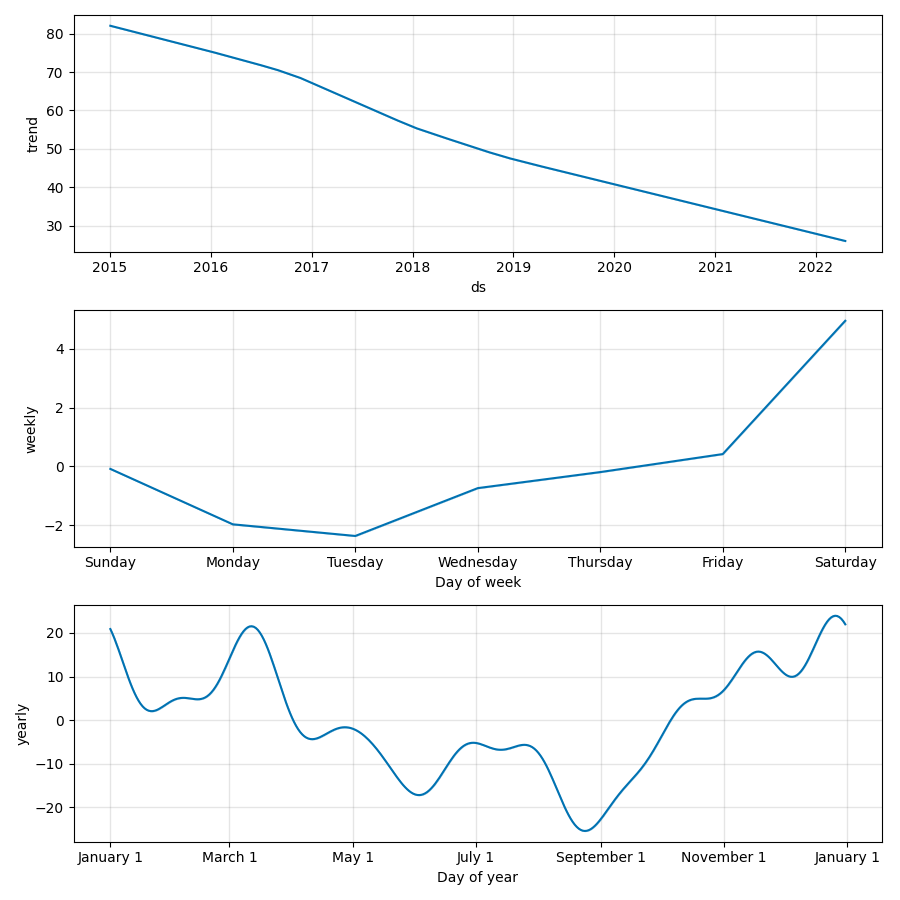 trend
80
70
60
50
40
30
2015 2016 2017 2018 2019 2020 2021 2022
ds
weekly
4
2
0
−2
Sunday Monday Tuesday Wednesday Thursday Friday Saturday
Day of week
yearly
20
10
0
−10
−20
January 1 March 1 May 1 July 1 September 1 November 1 January 1
Day of year